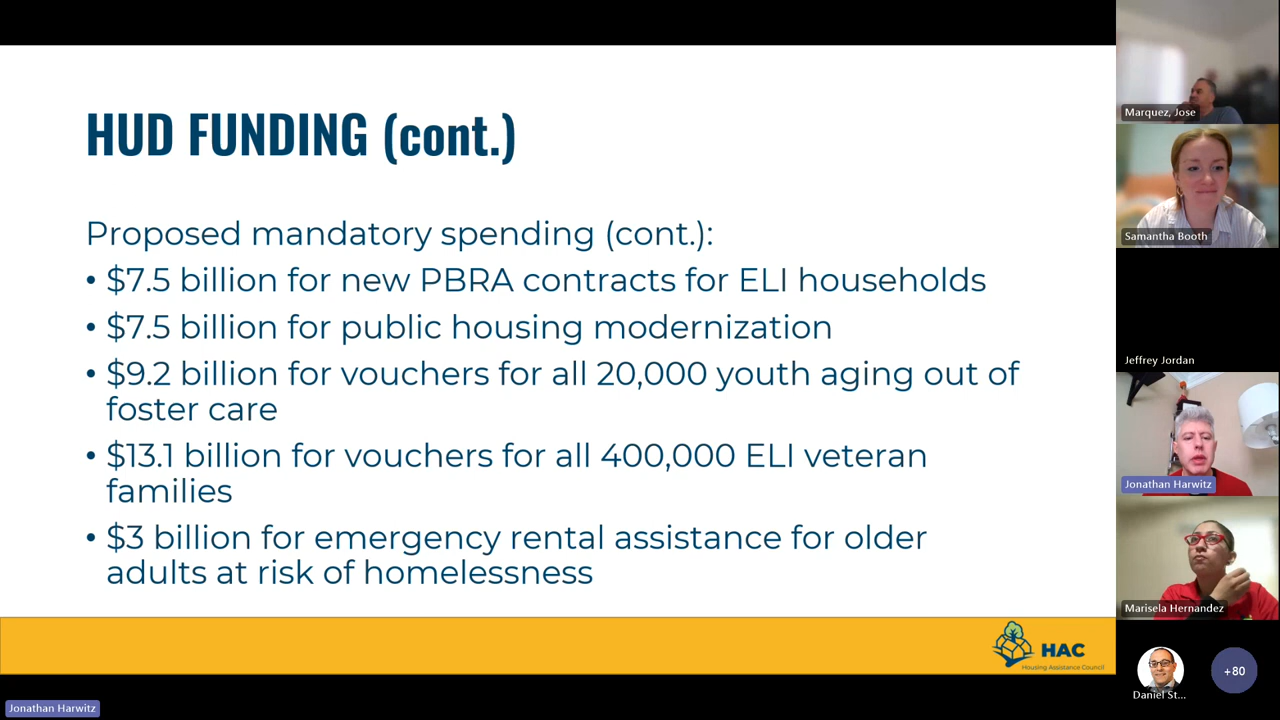 HUD FUNDING (cont.)
Proposed mandatory spending (cont.):
• $7.5 billion for new PBRA contracts for ELI households
• $7.5 billion for public housing modernization
• $9.2 billion for vouchers for all 20,000 youth aging out of
foster care
• $13.1 billion for vouchers for all 400,000 ELI veteran
families
• $3 billion for emergency rental assistance for older
adults at risk of homelessness
HAC
Housing Assistance Council
Jonathan Harwitz
Marquez, Jose
Samantha Booth
Jeffrey Jordan
Jonathan Harwitz
Marisela Hernandez
Daniel St...
+80